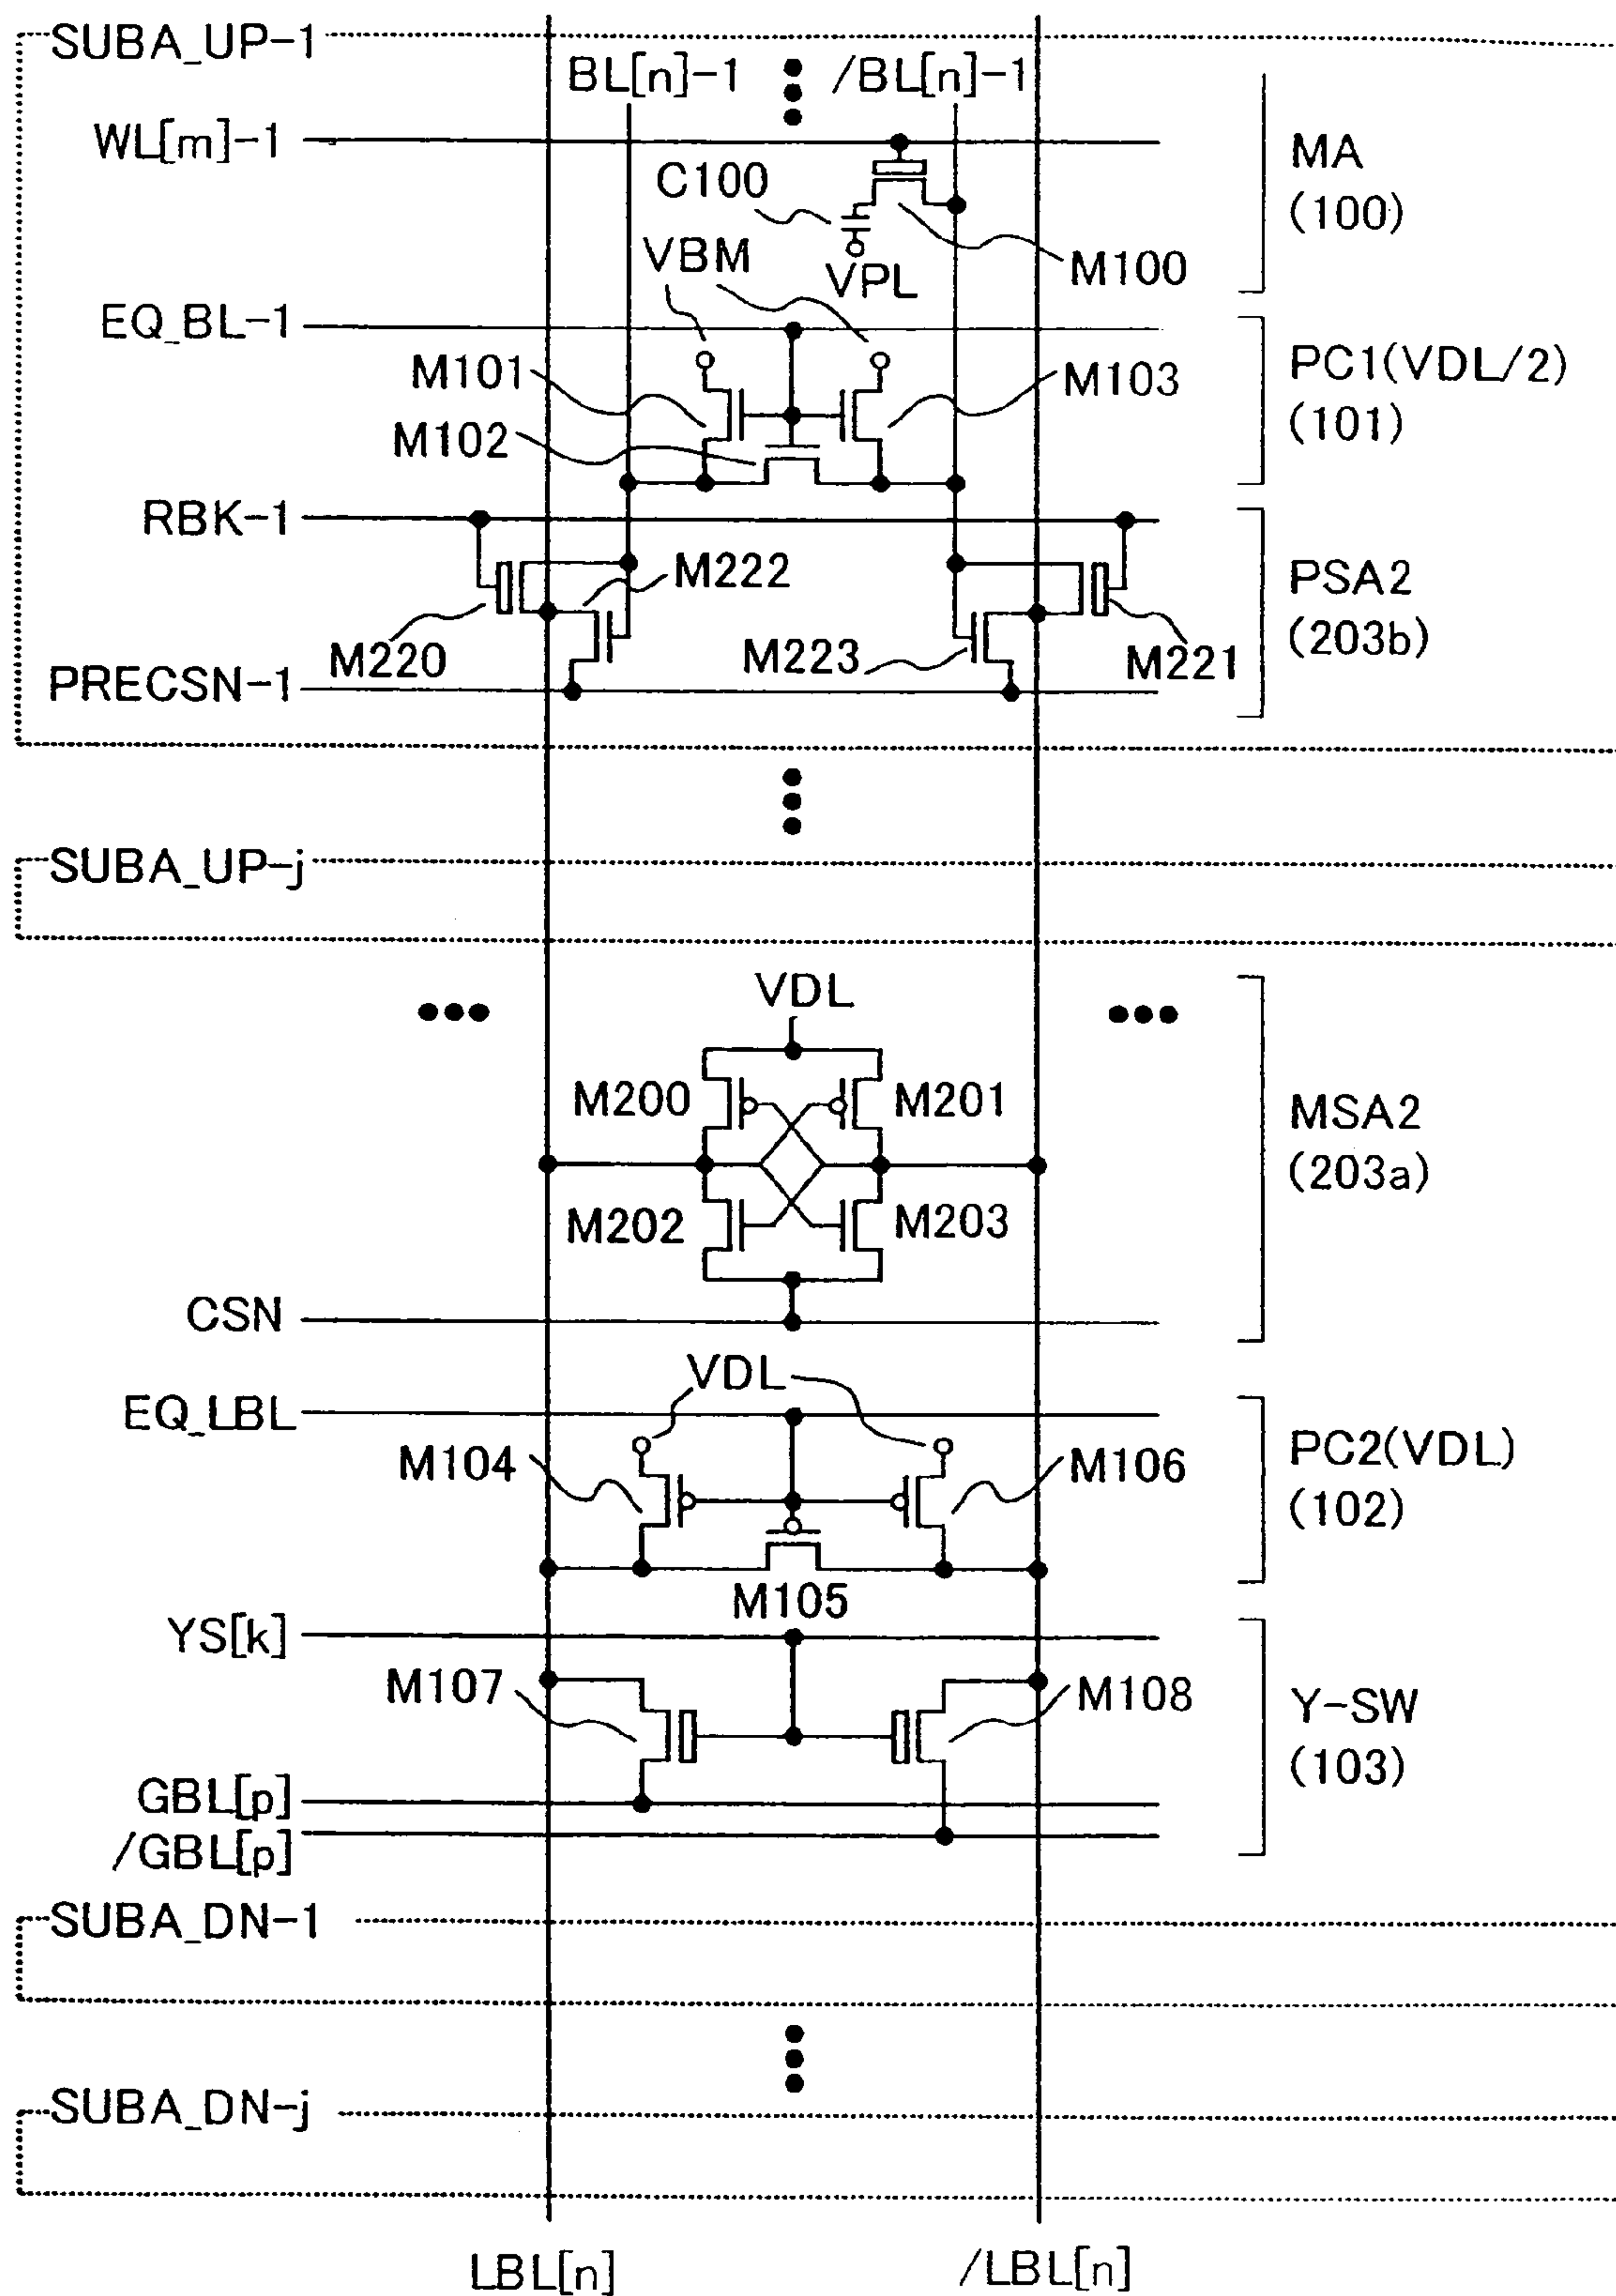 SUBA_UP-1
BL[n]-1
/BL[n]-1
WL[m]-1
C100
MA
(100)
VBM
VPL
M100
EQ_BL-1
M101
M103
PC1(VDL/2)
(101)
M102
RBK-1
M222
PSA2
(203b)
M220
M223
M221
PRECSN-1
SUBA_UP-j
VDL
M200
M201
MSA2
(203a)
M202
M203
CSN
VDL
EQ_LBL
M104
M106
PC2(VDL)
(102)
M105
YS[k]
M107
M108
Y-SW
(103)
GBL[p]
/GBL[p]
SUBA_DN-1
SUBA_DN-j
LBL[n]
/LBL[n]